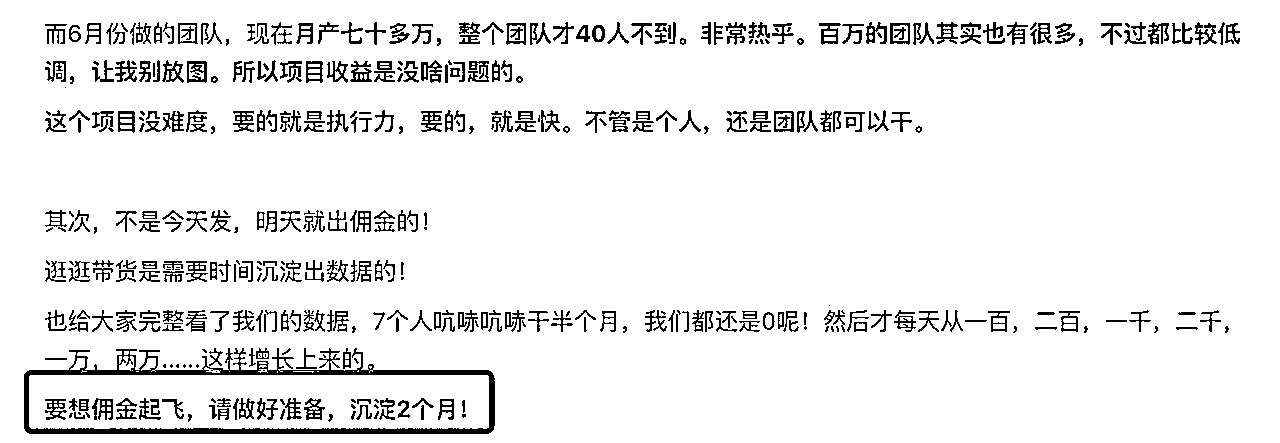 而6月份做的团队，现在月产七十多万，整个团队才40人不到。非常热乎。百万的团队其实也有很多，不过都比较低
调，让我别放图。所以项目收益是没啥问题的。
这个项目没难度，要的就是执行力，要的，就是快。不管是个人，还是团队都可以干。
其次，不是今天发，明天就出佣金的！
逛逛带货是需要时间沉淀出数据的！
也给大家完整看了我们的数据，7个人吭哧吭哧干半个月，我们都还是0呢！然后才每天从一百，二百，一千，二千，
一万，两万......这样增长上来的。
要想佣金起飞，请做好准备，沉淀2个月！